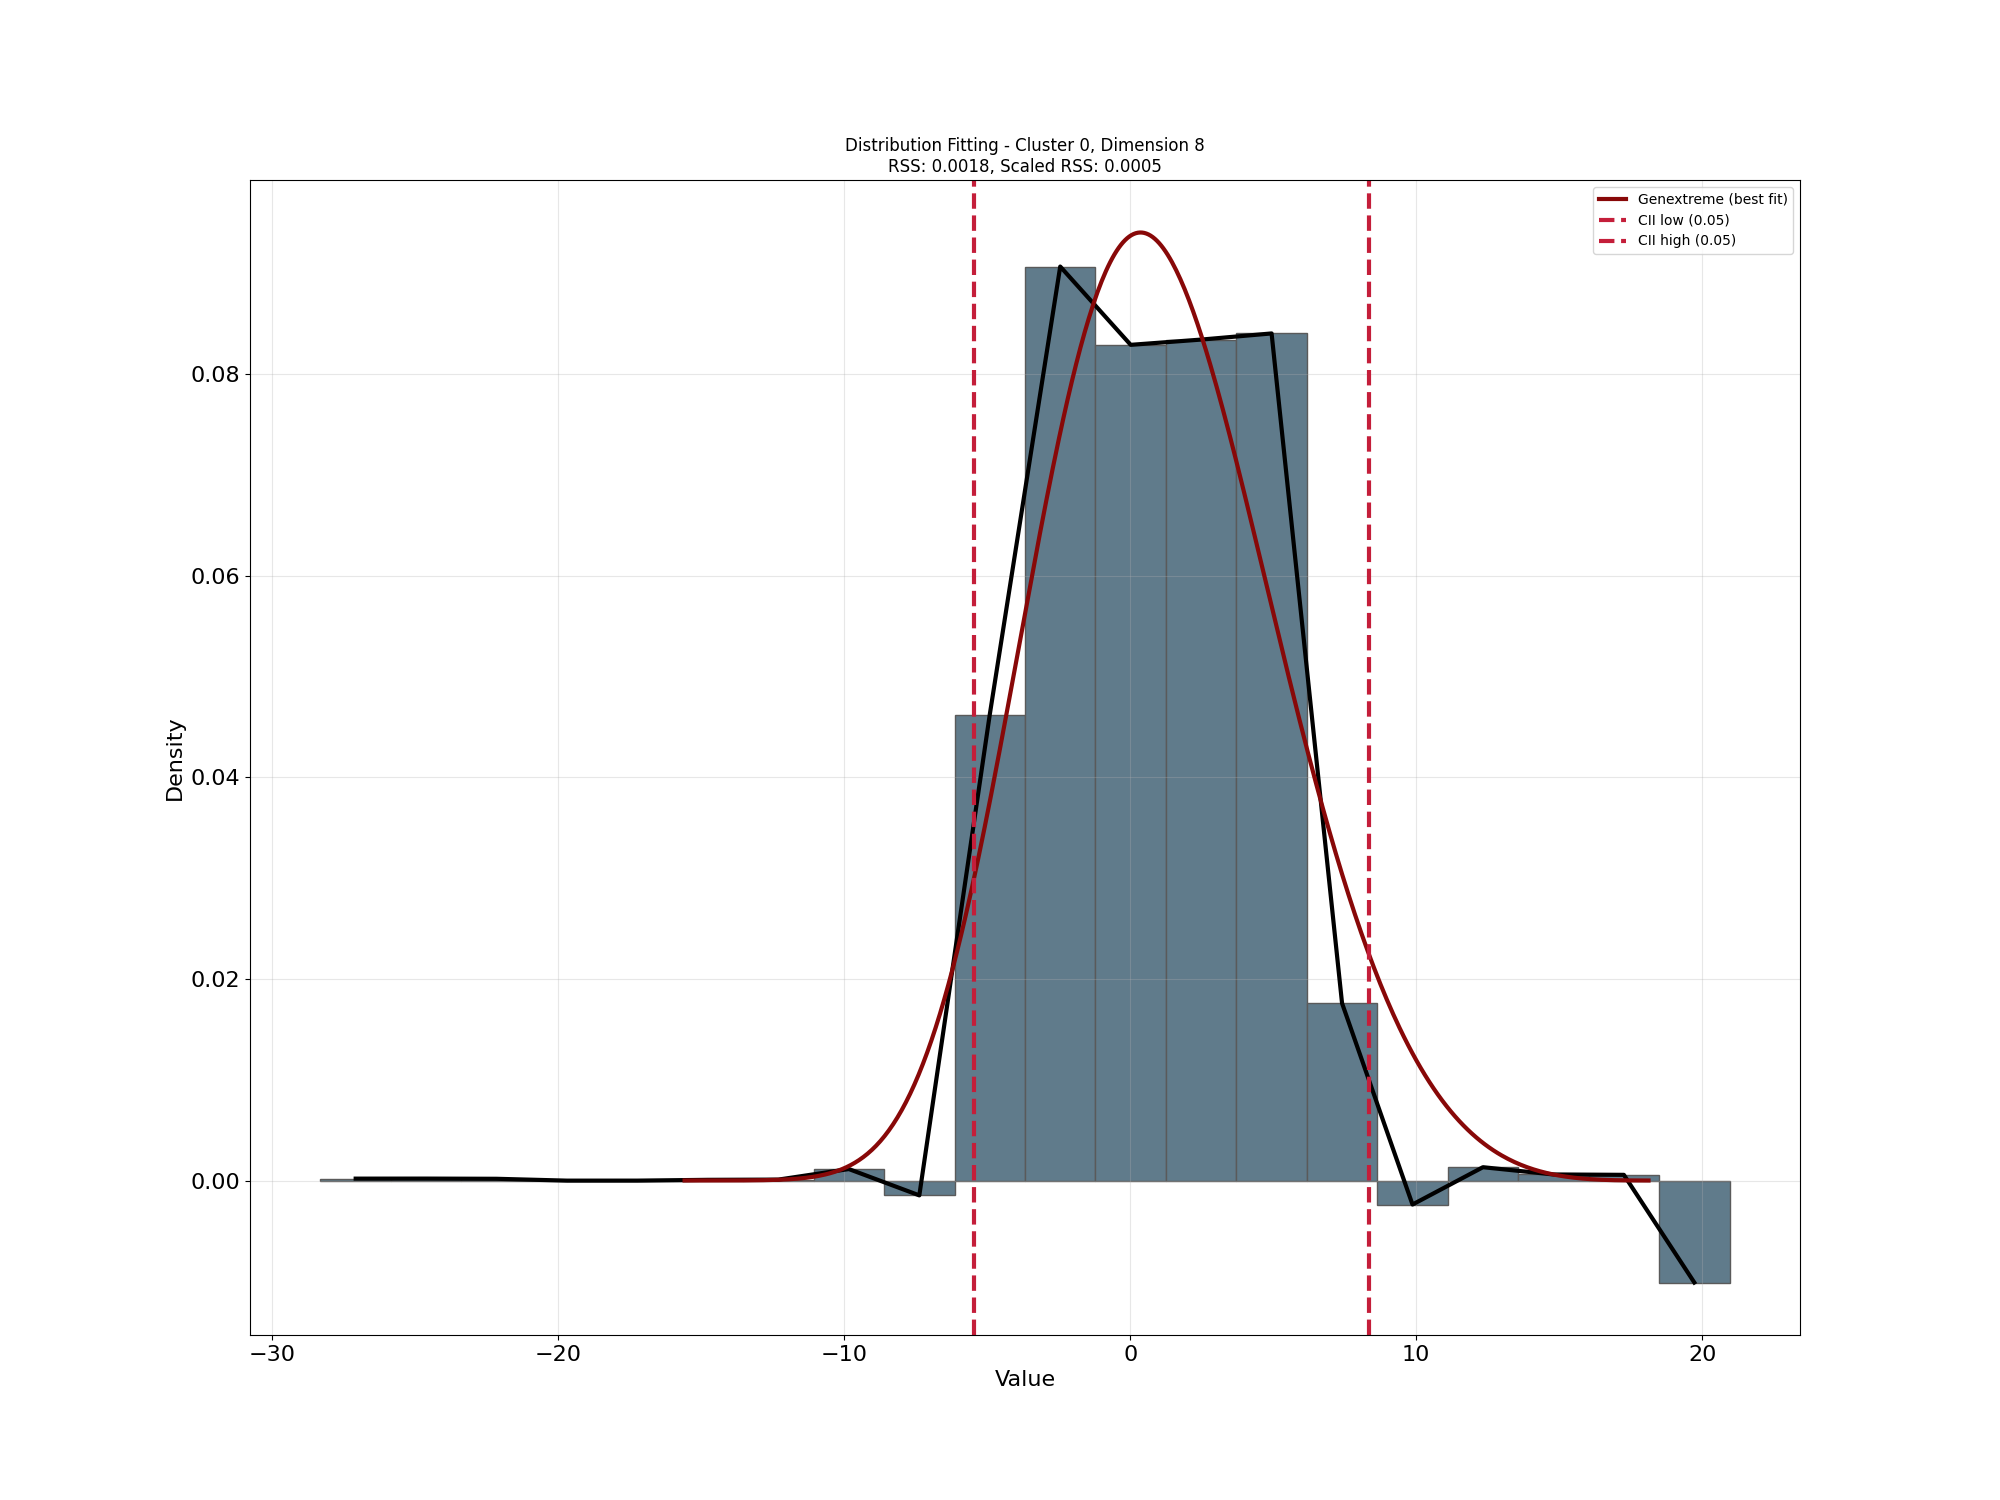 Distribution Fitting - Cluster 0, Dimension 8
RSS: 0.0018, Scaled RSS: 0.0005
Genextreme (best fit)
CII low (0.05)
CII high (0.05)
Density
0.08
0.06
0.04
0.02
0.00
−30
−20
−10
0
10
20
Value